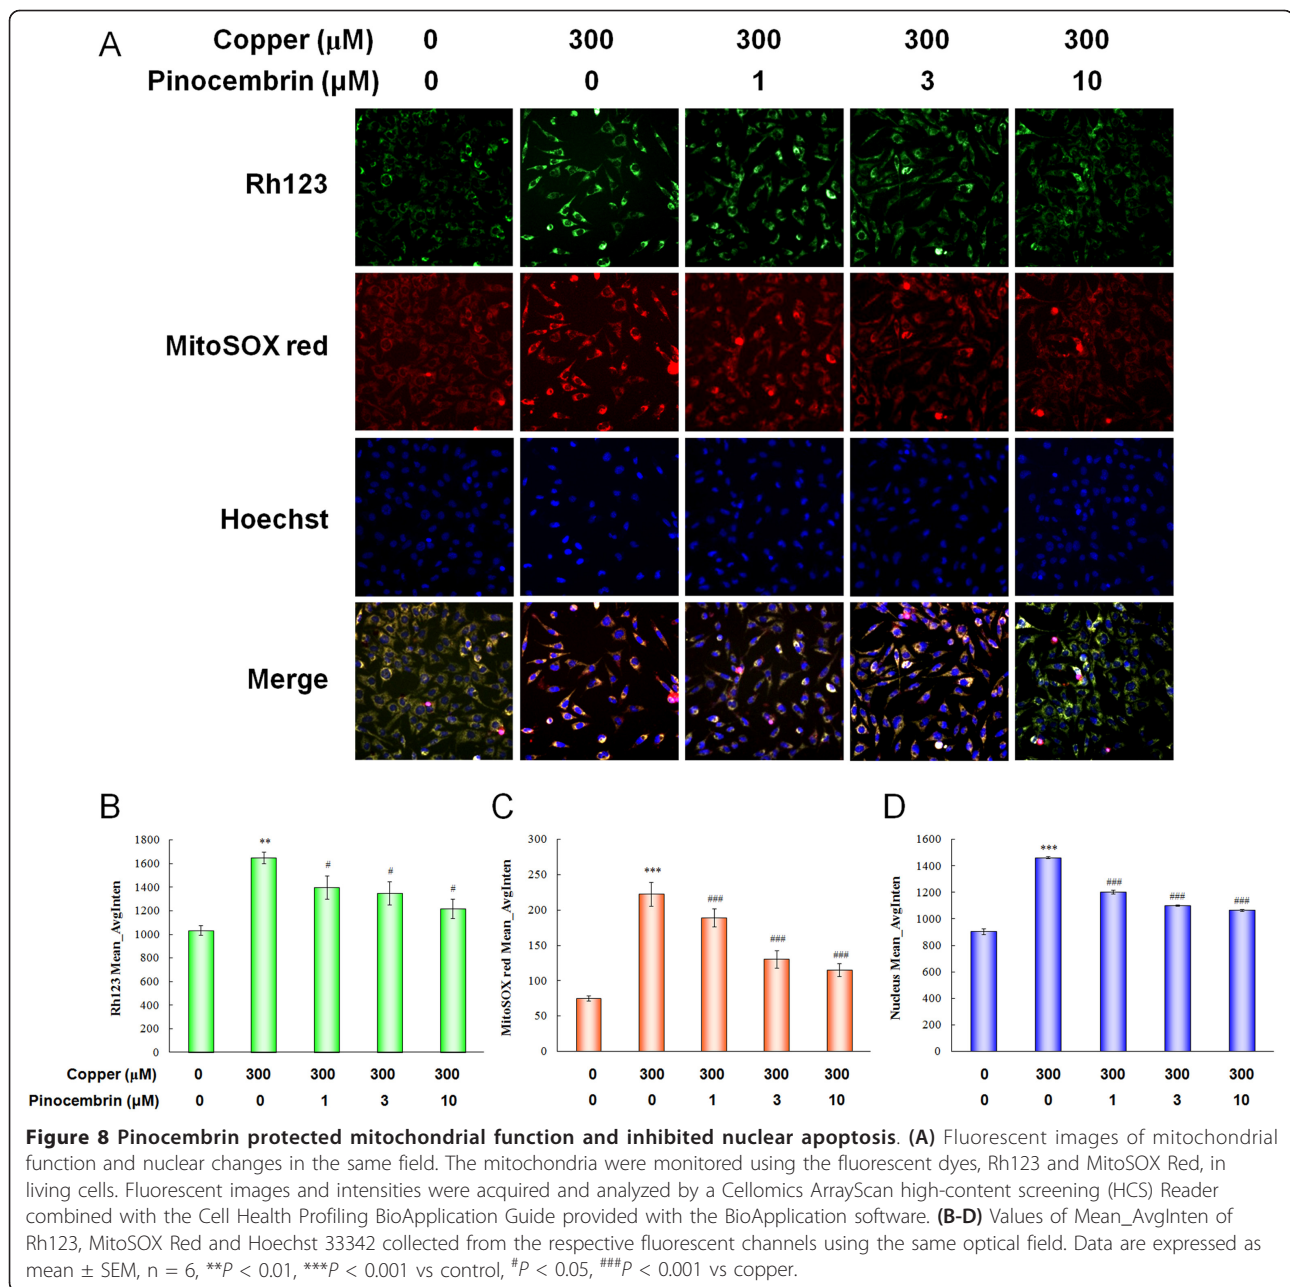 A
Copper (μM) 0 300 300 300 300
Pinocembrin (μM) 0 0 1 3 10
Rh123
MitoSOX red
Hoechst
Merge
B
Rh123 Mean_AvgInten
1800
1600
1400
1200
1000
800
600
400
200
0
** # # #
Copper (μM) 0 300 300 300 300
Pinocembrin (μM) 0 0 1 3 10
C
MitoSOX red Mean_AvgInten
300
250
200
150
100
50
0
*** ### ### ###
0 300 300 300 300
0 0 1 3 10
D
Nucleus Mean_AvgInten
1600
1400
1200
1000
800
600
400
200
0
*** ### ### ###
0 300 300 300 300
0 0 1 3 10
Figure 8 Pinocembrin protected mitochondrial function and inhibited nuclear apoptosis. (A) Fluorescent images of mitochondrial
function and nuclear changes in the same field. The mitochondria were monitored using the fluorescent dyes, Rh123 and MitoSOX Red, in
living cells. Fluorescent images and intensities were acquired and analyzed by a Cellomics ArrayScan high-content screening (HCS) Reader
combined with the Cell Health Profiling BioApplication Guide provided with the BioApplication software. (B-D) Values of Mean_AvgInten of
Rh123, MitoSOX Red and Hoechst 33342 collected from the respective fluorescent channels using the same optical field. Data are expressed as
mean ± SEM, n = 6, **P < 0.01, ***P < 0.001 vs control, #P < 0.05, ###P < 0.001 vs copper.